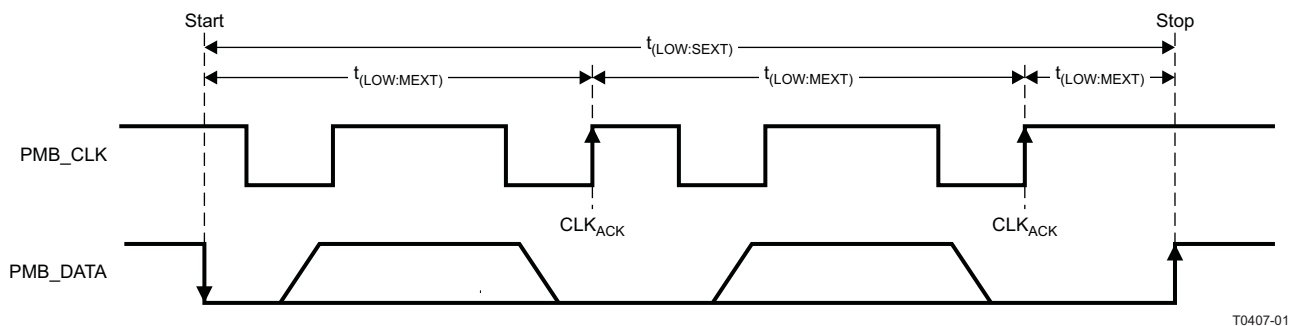 Start Stop
t(LOW:SEXT)
t(LOW:MEXT) t(LOW:MEXT) t(LOW:MEXT)
PMB_CLK
CLKACK CLKACK
PMB_DATA
T0407-01